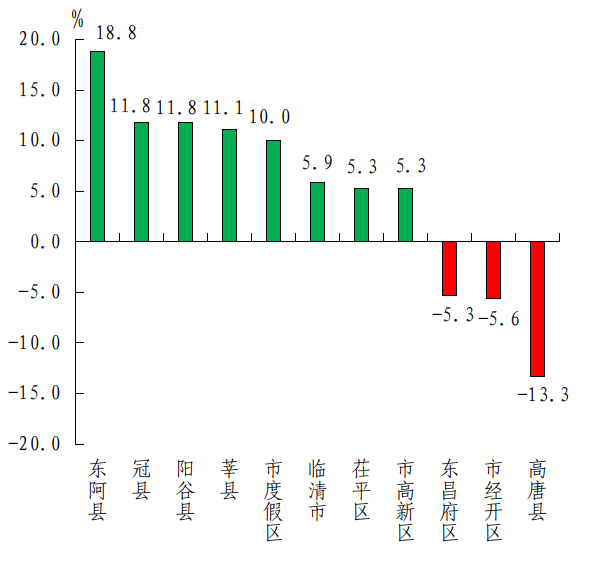 %
20.0
15.0
10.0
5.0
0.0
-5.0
-10.0
-15.0
-20.0
18.8
11.8
11.8
11.1
10.0
5.9
5.3
5.3
-5.3
-5.6
-13.3
东阿县
冠县
阳谷县
莘县
市度假区
临清市
茌平区
市高新区
东昌府区
市经开区
高唐县